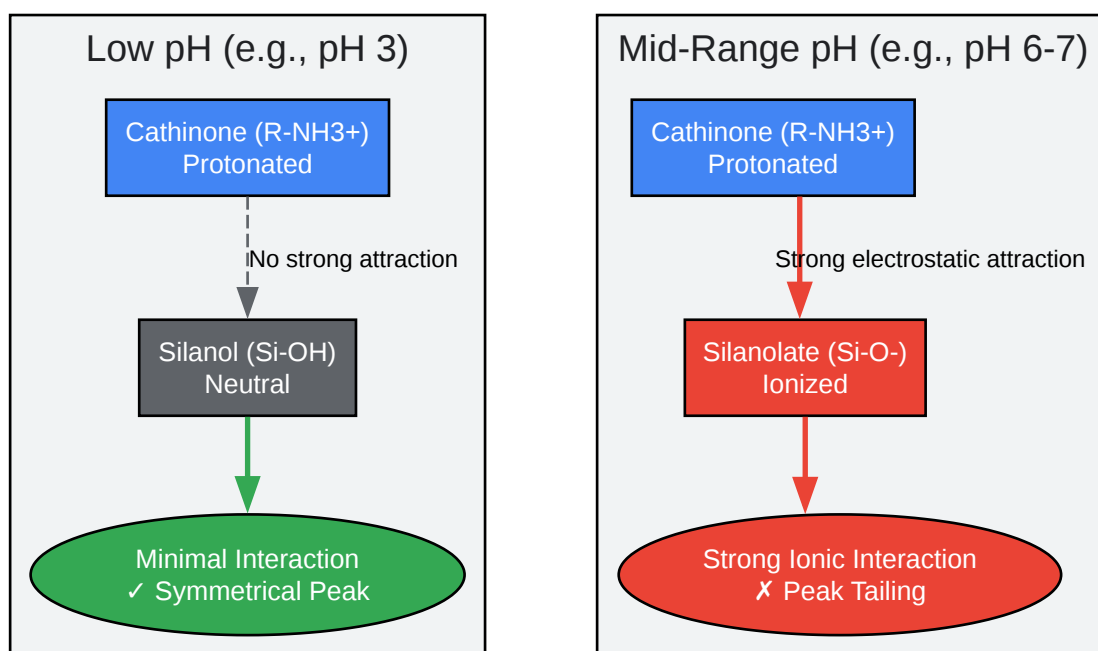 Low pH (e.g., pH 3)
Cathinone (R-NH3+)
Protonated
No strong attraction
Silanol (Si-OH)
Neutral
Minimal Interaction
✓ Symmetrical Peak
Mid-Range pH (e.g., pH 6-7)
Cathinone (R-NH3+)
Protonated
Strong electrostatic attraction
Silanolate (Si-O-)
Ionized
Strong Ionic Interaction
✗ Peak Tailing